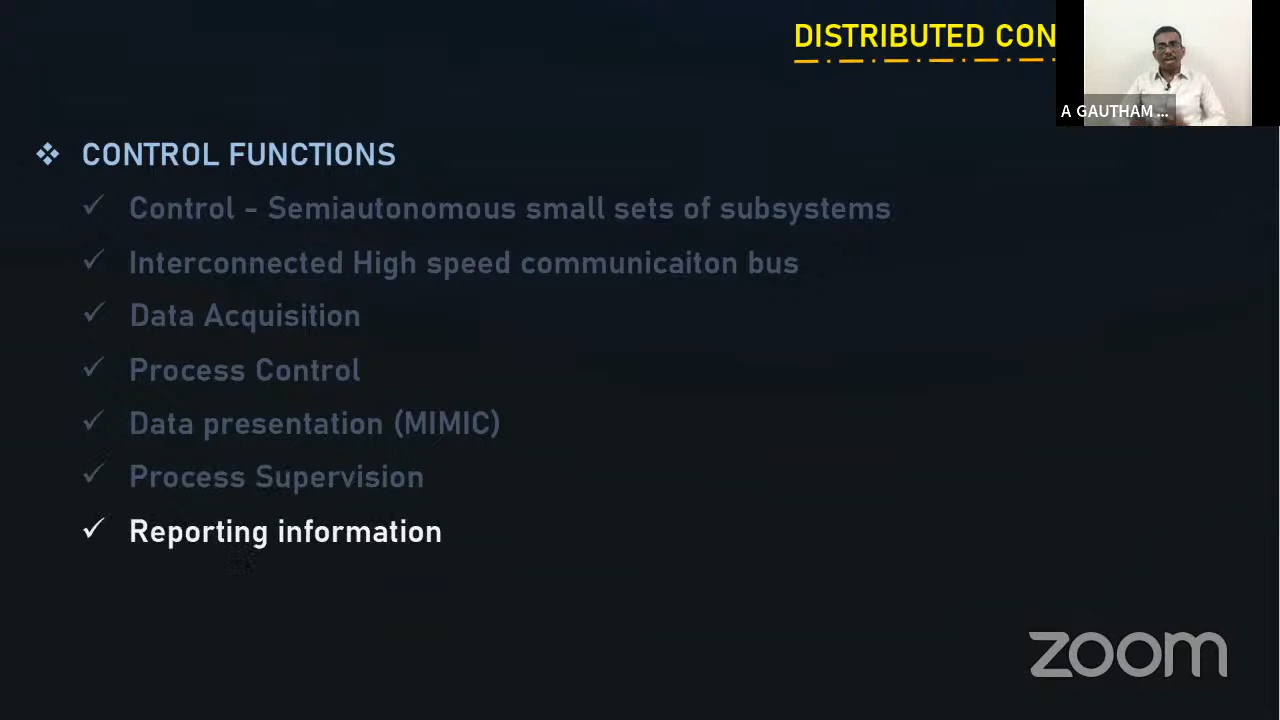 DISTRIBUTED CON
A GAUTHAM ...
CONTROL FUNCTIONS
Control - Semiautonomous small sets of subsystems
Interconnected High speed communicaiton bus
Data Acquisition
Process Control
Data presentation (MIMIC)
Process Supervision
Reporting information
zoom